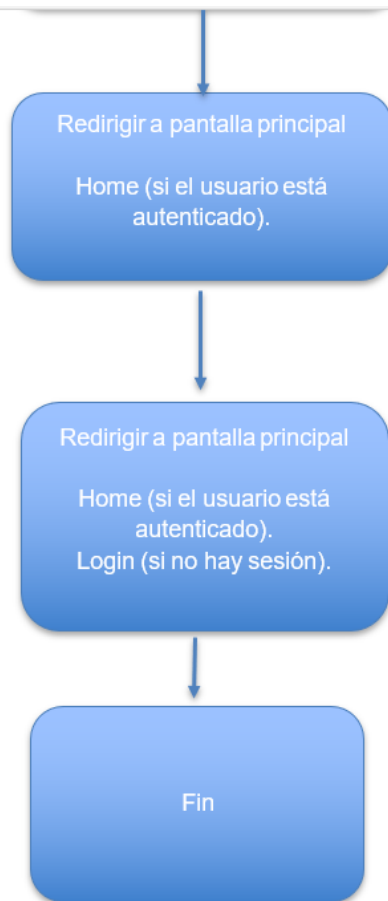 Redirigir a pantalla principal
Home (si el usuario está
autenticado).
Redirigir a pantalla principal
Home (si el usuario está
autenticado).
Login (si no hay sesión).
Fin